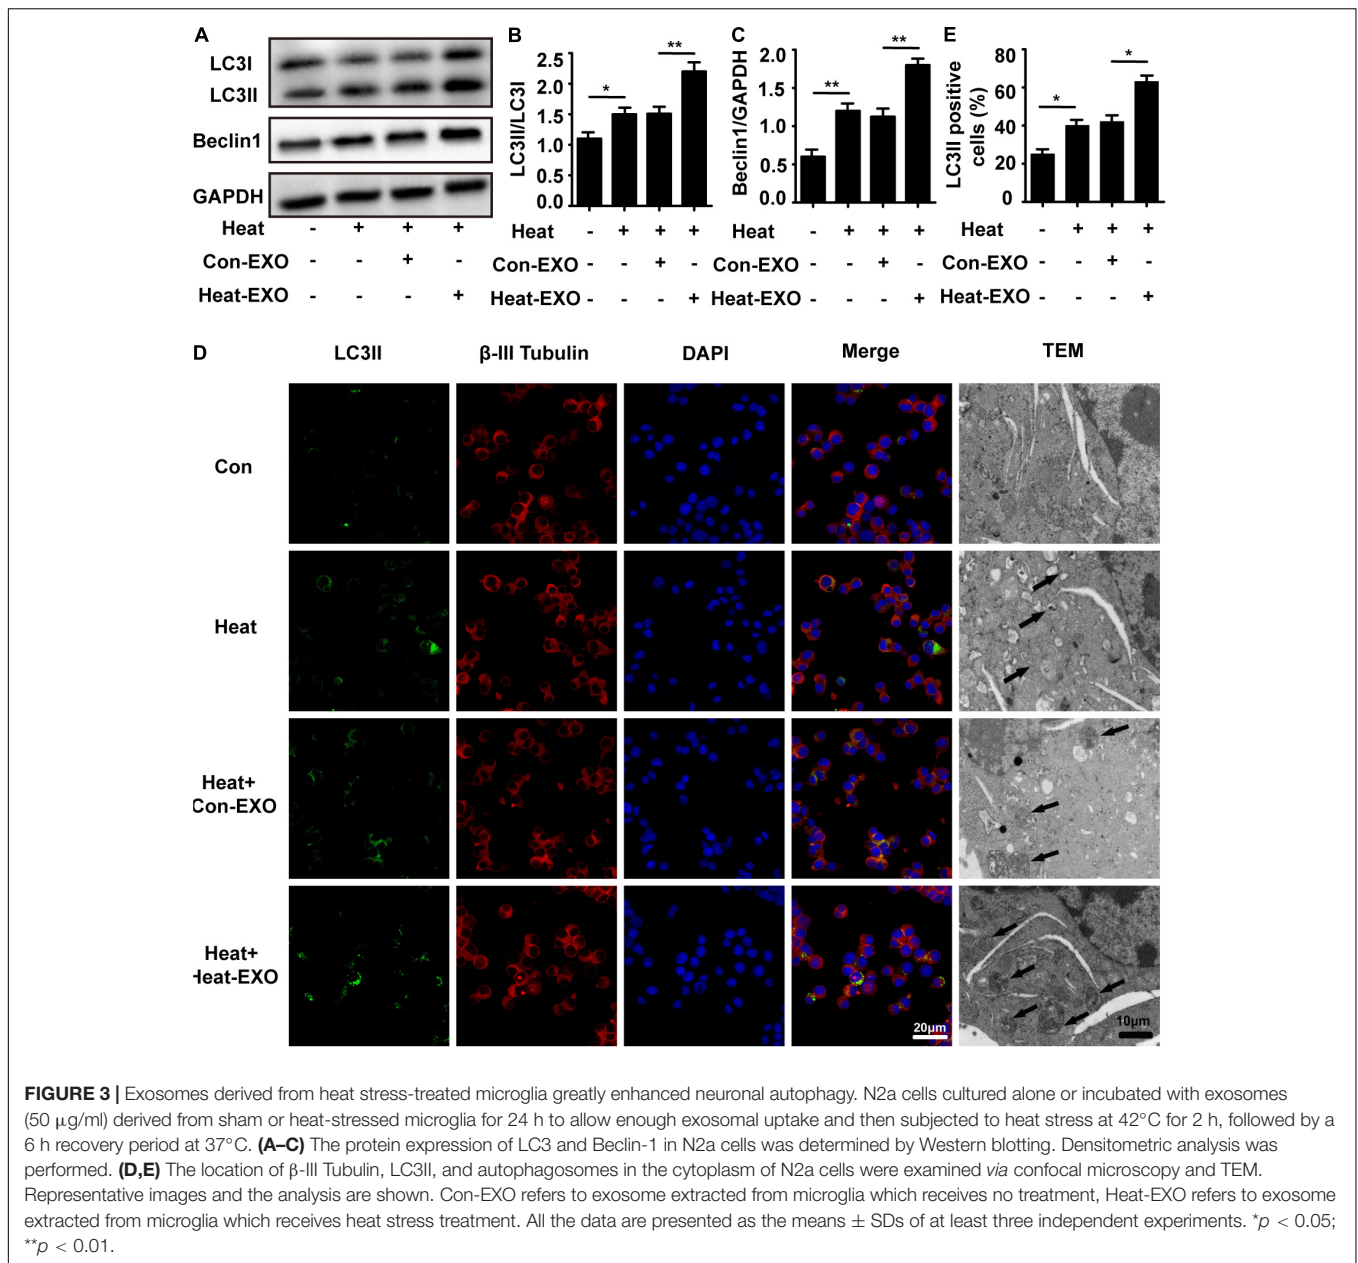 A
LC3I
LC3II
Beclin1
GAPDH
Heat - + + +
Con-EXO - - + -
Heat-EXO - - - +
B
LC3II/LC3I
2.5
2.0
1.5
1.0
0.5
0.0
*
**
Heat - + + +
Con-EXO - - + -
Heat-EXO - - - +
C
Beclin1/GAPDH
2.0
1.5
1.0
0.5
0.0
**
**
Heat - + + +
Con-EXO - - + -
Heat-EXO - - - +
E
LC3II positive
cells (%)
80
60
40
20
0
*
*
Heat - + + +
Con-EXO - - + -
Heat-EXO - - - +
D
LC3II β-III Tubulin DAPI Merge TEM
Con
Heat
Heat+
Con-EXO
Heat+
Heat-EXO
20μm
10μm
FIGURE 3 | Exosomes derived from heat stress-treated microglia greatly enhanced neuronal autophagy. N2a cells cultured alone or incubated with exosomes
(50 μg/ml) derived from sham or heat-stressed microglia for 24 h to allow enough exosomal uptake and then subjected to heat stress at 42°C for 2 h, followed by a
6 h recovery period at 37°C. (A–C) The protein expression of LC3 and Beclin-1 in N2a cells was determined by Western blotting. Densitometric analysis was
performed. (D,E) The location of β-III Tubulin, LC3II, and autophagosomes in the cytoplasm of N2a cells were examined via confocal microscopy and TEM.
Representative images and the analysis are shown. Con-EXO refers to exosome extracted from microglia which receives no treatment, Heat-EXO refers to exosome
extracted from microglia which receives heat stress treatment. All the data are presented as the means ± SDs of at least three independent experiments. *p < 0.05;
**p < 0.01.